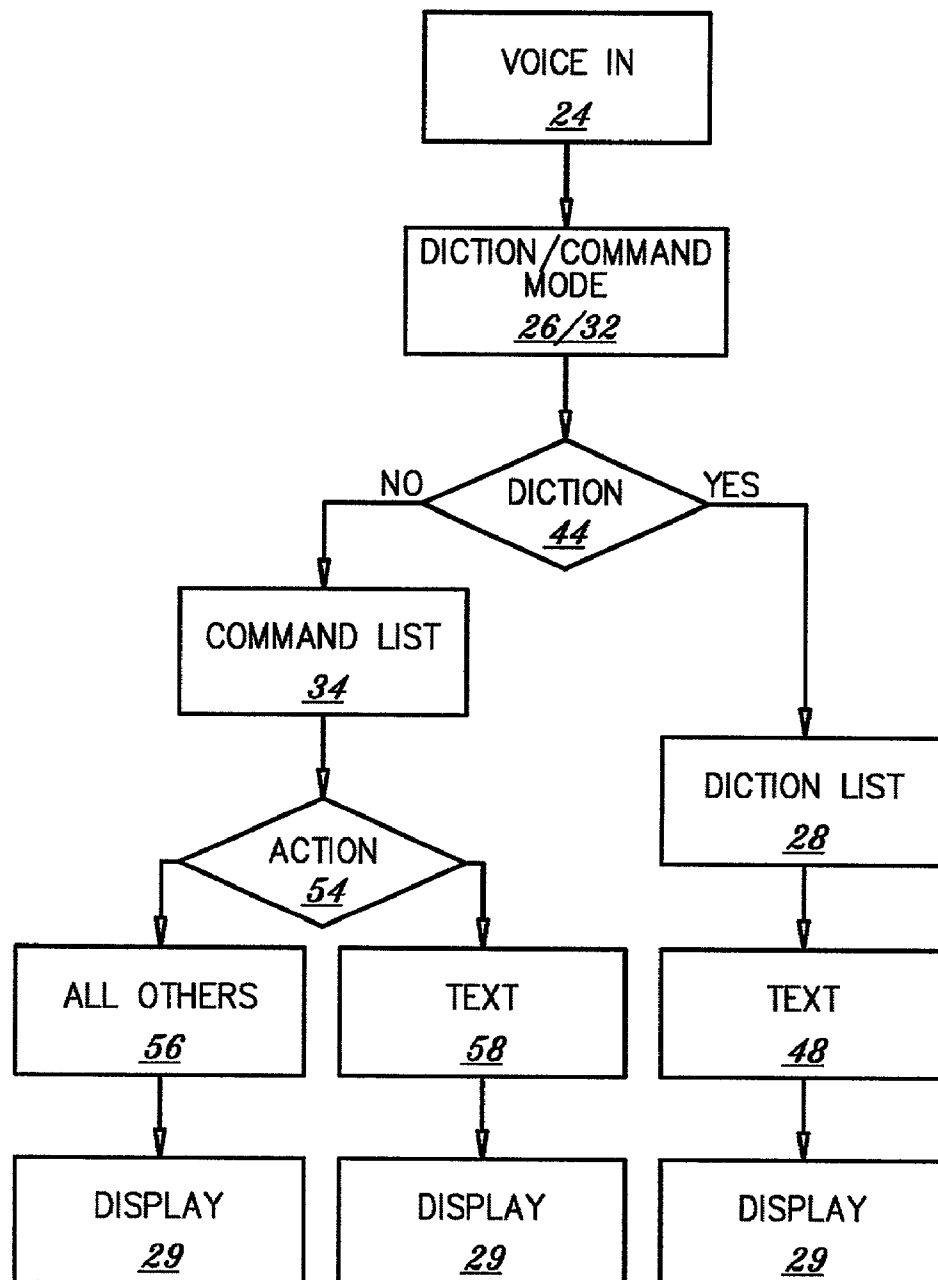 VOICE IN
24
DICTION/COMMAND
MODE
26/32
NO
DICTION
YES
44
COMMAND LIST
34
DICTION LIST
28
ACTION
54
ALL OTHERS
56
TEXT
58
TEXT
48
DISPLAY
29
DISPLAY
29
DISPLAY
29